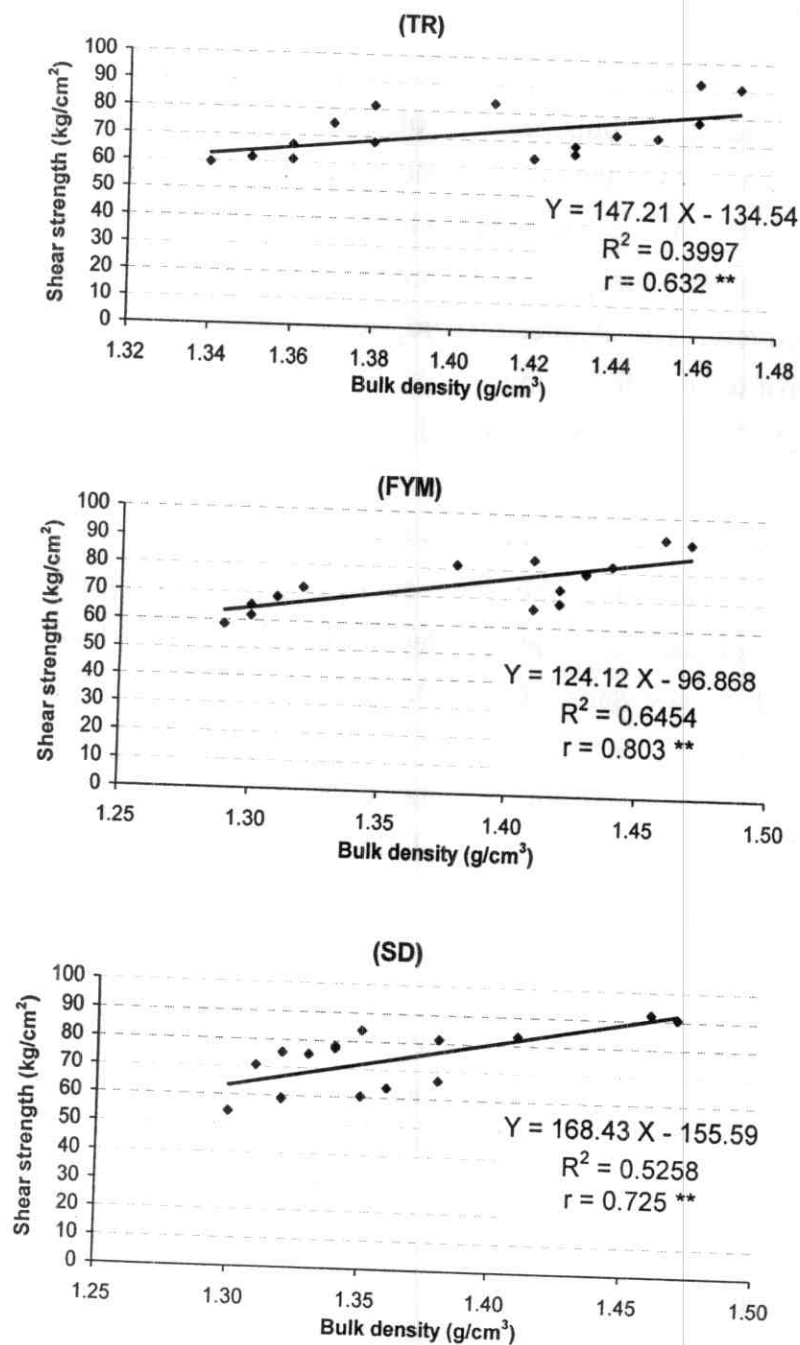 (TR)
Shear strength (kg/cm²)
100
90
80
70
60
50
40
30
20
10
0
1.32 1.34 1.36 1.38 1.40 1.42 1.44 1.46 1.48
Bulk density (g/cm³)
Y = 147.21 X - 134.54
R² = 0.3997
r = 0.632 **
(FYM)
Shear strength (kg/cm²)
100
90
80
70
60
50
40
30
20
10
0
1.25 1.30 1.35 1.40 1.45 1.50
Bulk density (g/cm³)
Y = 124.12 X - 96.868
R² = 0.6454
r = 0.803 **
(SD)
Shear strength (kg/cm²)
100
90
80
70
60
50
40
30
20
10
0
1.25 1.30 1.35 1.40 1.45 1.50
Bulk density (g/cm³)
Y = 168.43 X - 155.59
R² = 0.5258
r = 0.725 **